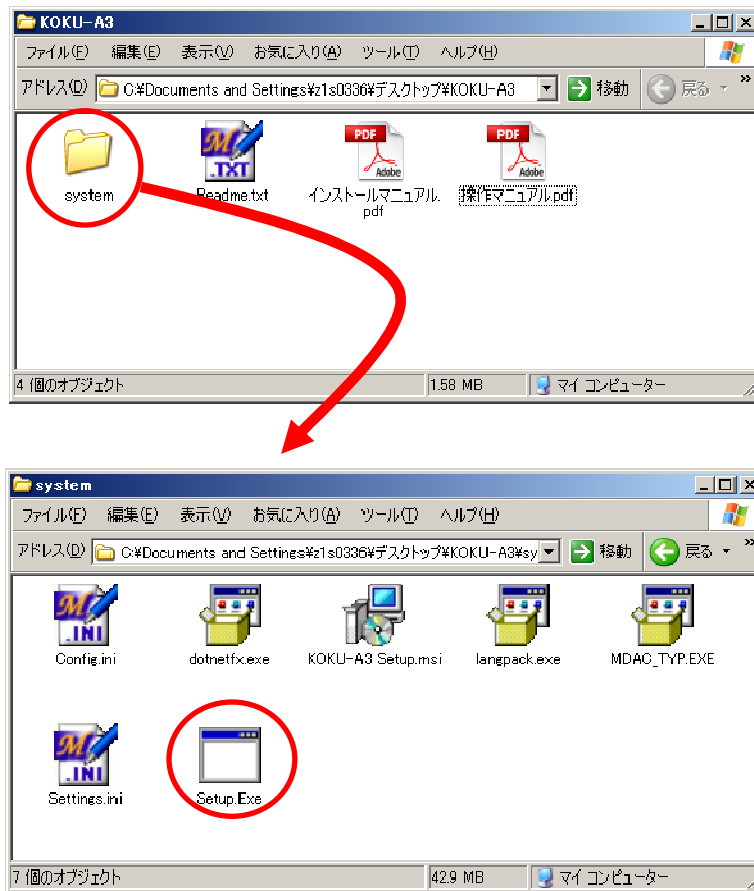 KOKU-A3
ファイル(F) 編集(E) 表示(V) お気に入り(A) ツール(T) ヘルプ(H)
アドレス(D) C:¥Documents and Settings¥z1s0336¥デスクトップ¥KOKU-A3 移動 戻る »
M .TXT PDF Adobe PDF Adobe
system Readme.txt インストールマニュアル. 操作マニュアル.pdf
pdf
4 個のオブジェクト 1.58 MB マイ コンピューター
system
ファイル(F) 編集(E) 表示(V) お気に入り(A) ツール(T) ヘルプ(H)
アドレス(D) C:¥Documents and Settings¥z1s0336¥デスクトップ¥KOKU-A3¥sy 移動 戻る »
M .INI
Config.ini dotnetfx.exe KOKU-A3 Setup.msi langpack.exe MDAC_TYP.EXE
M .INI
Settings.ini Setup.Exe
7 個のオブジェクト 42.9 MB マイ コンピューター